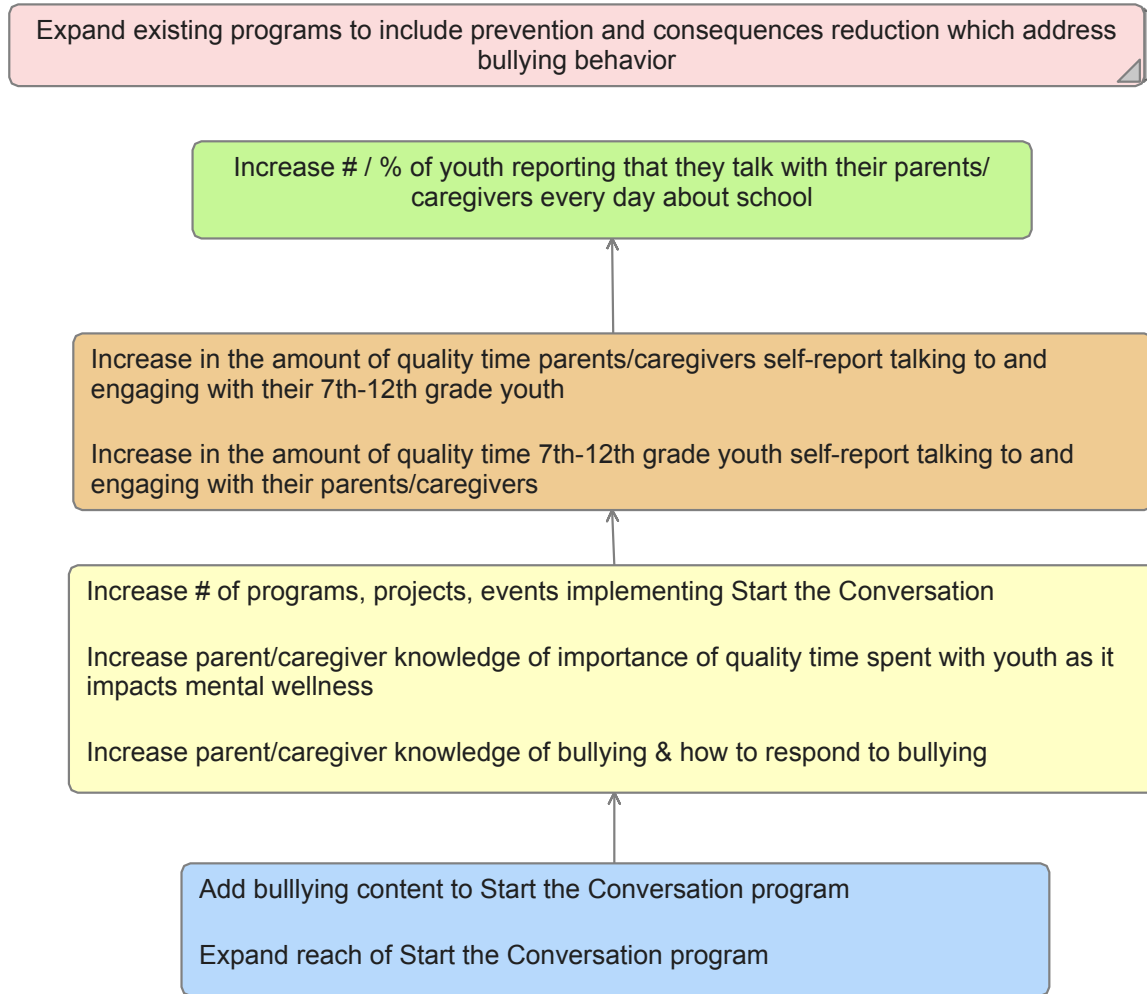 Expand existing programs to include prevention and consequences reduction which address
bullying behavior
Increase # / % of youth reporting that they talk with their parents/
caregivers every day about school
Increase in the amount of quality time parents/caregivers self-report talking to and
engaging with their 7th-12th grade youth
Increase in the amount of quality time 7th-12th grade youth self-report talking to and
engaging with their parents/caregivers
Increase # of programs, projects, events implementing Start the Conversation
Increase parent/caregiver knowledge of importance of quality time spent with youth as it
impacts mental wellness
Increase parent/caregiver knowledge of bullying & how to respond to bullying
Add bulllying content to Start the Conversation program
Expand reach of Start the Conversation program